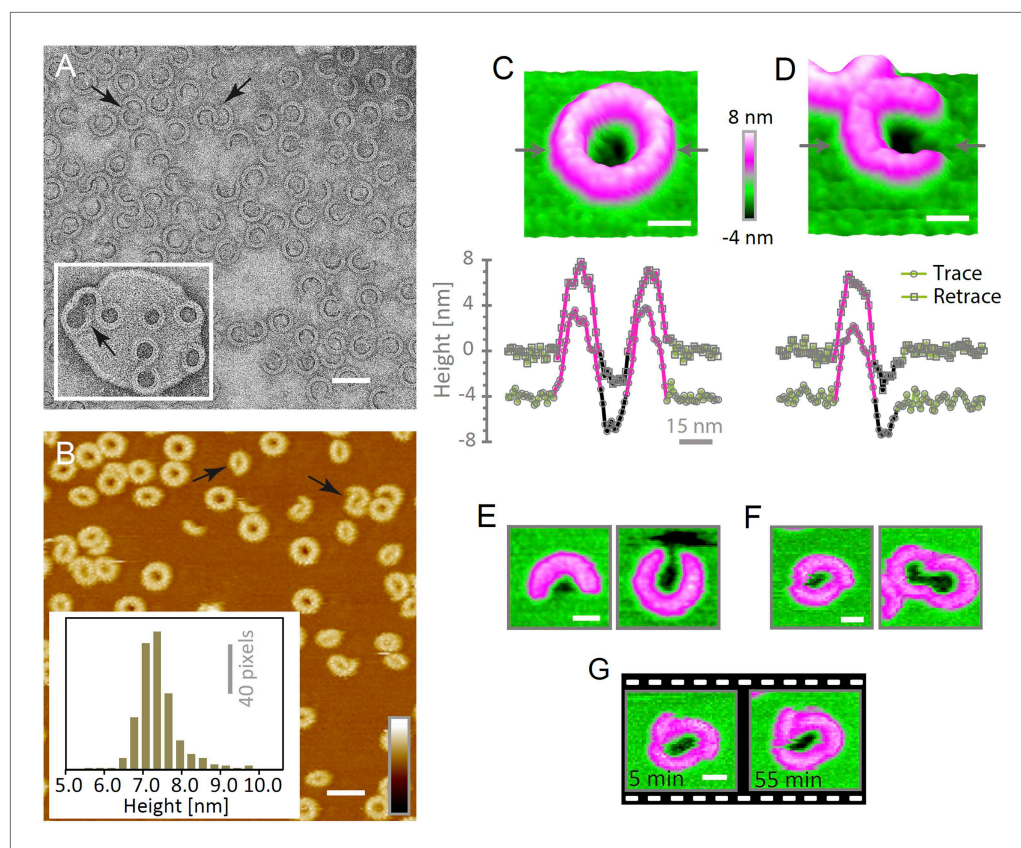 A
B
40 pixels
5.0 6.0 7.0 8.0 9.0 10.0
Height [nm]
C
D
8 nm
-4 nm
Height [nm]
8
4
0
-4
-8
Trace
Retrace
15 nm
E
F
G
5 min
55 min